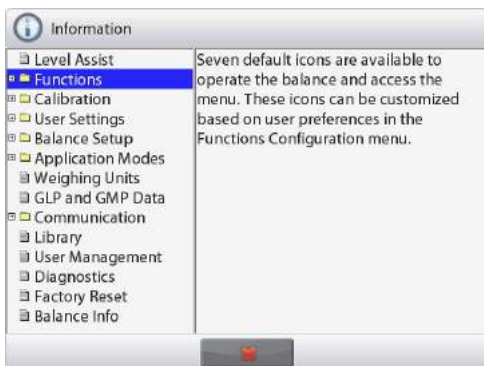 Information
Level Assist
Functions
Calibration
User Settings
Balance Setup
Application Modes
Weighing Units
GLP and GMP Data
Communication
Library
User Management
Diagnostics
Factory Reset
Balance Info
Seven default icons are available to
operate the balance and access the
menu. These icons can be customized
based on user preferences in the
Functions Configuration menu.